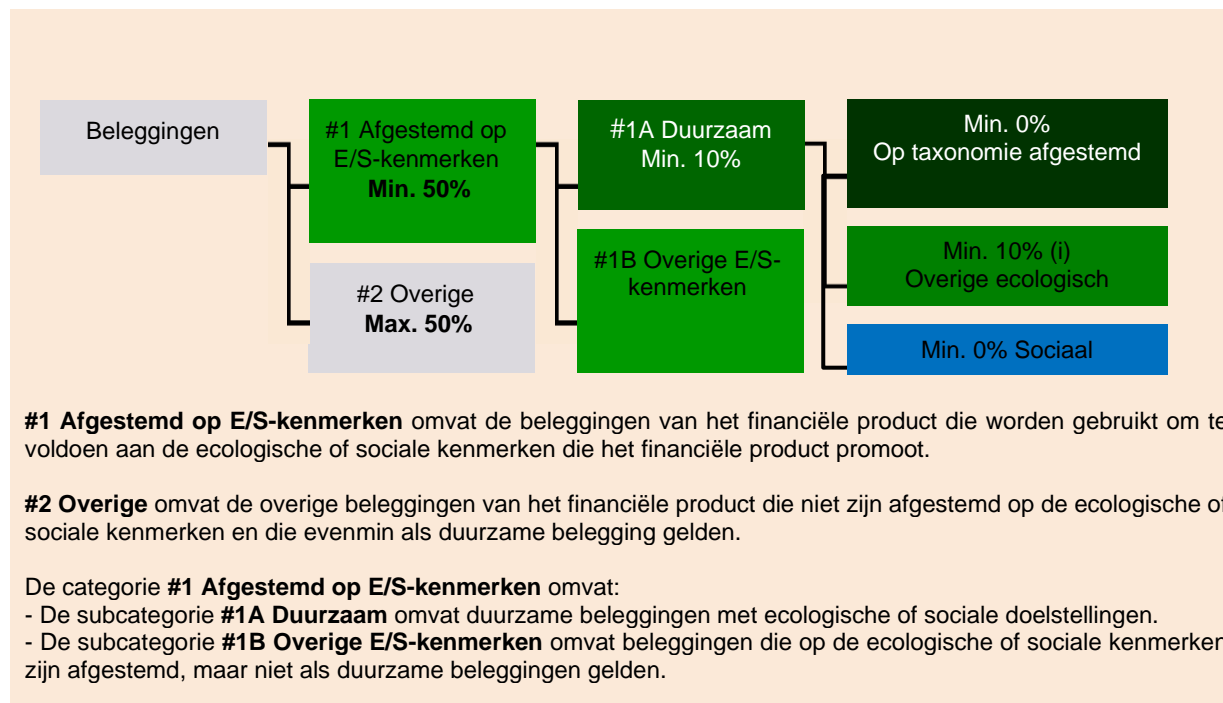 Beleggingen
#1 Afgestemd op
E/S-kenmerken
Min. 50%
#2 Overige
Max. 50%
#1A Duurzaam
Min. 10%
#1B Overige E/S-
kenmerken
Min. 0%
Op taxonomie afgestemd
Min. 10% (i)
Overige ecologisch
Min. 0% Sociaal
#1 Afgestemd op E/S-kenmerken omvat de beleggingen van het financiële product die worden gebruikt om te
voldoen aan de ecologische of sociale kenmerken die het financiële product promoot.
#2 Overige omvat de overige beleggingen van het financiële product die niet zijn afgestemd op de ecologische of
sociale kenmerken en die evenmin als duurzame belegging gelden.
De categorie #1 Afgestemd op E/S-kenmerken omvat:
- De subcategorie #1A Duurzaam omvat duurzame beleggingen met ecologische of sociale doelstellingen.
- De subcategorie #1B Overige E/S-kenmerken omvat beleggingen die op de ecologische of sociale kenmerken
zijn afgestemd, maar niet als duurzame beleggingen gelden.